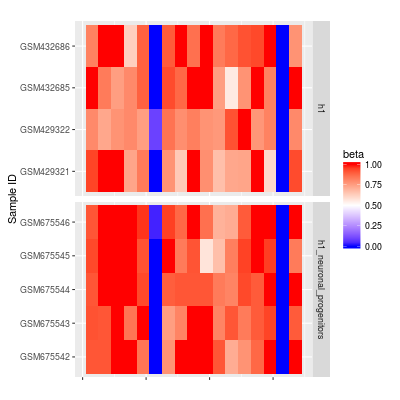 Sample ID
GSM432686
GSM432685
GSM429322
GSM429321
h1
GSM675546
GSM675545
GSM675544
GSM675543
GSM675542
h1_neuronal_progenitors
beta
1.00
0.75
0.50
0.25
0.00